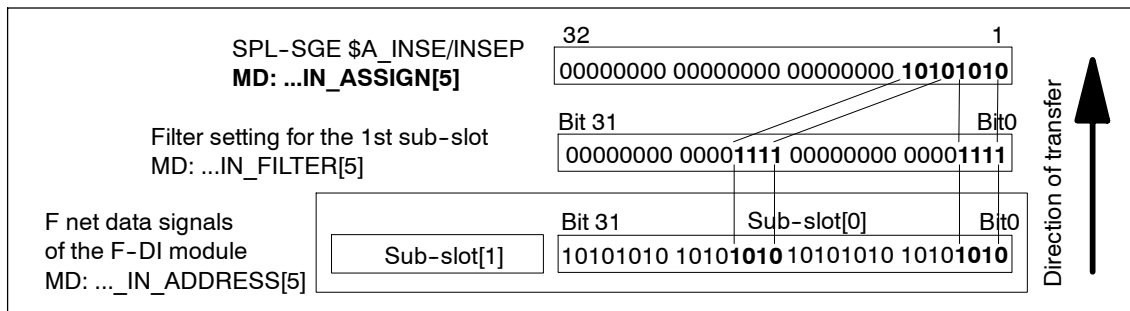 32 1
SPL-SGE $A_INSE/INSEP
MD: ...IN_ASSIGN[5]
00000000 00000000 00000000 10101010
Filter setting for the 1st sub-slot
MD: ...IN_FILTER[5]
Bit 31 Bit0
00000000 00001111 00000000 00001111
F net data signals
of the F-DI module
MD: ..._IN_ADDRESS[5]
Sub-slot[1]
Bit 31 Sub-slot[0] Bit0
10101010 10101010 10101010 10101010
Direction of transfer